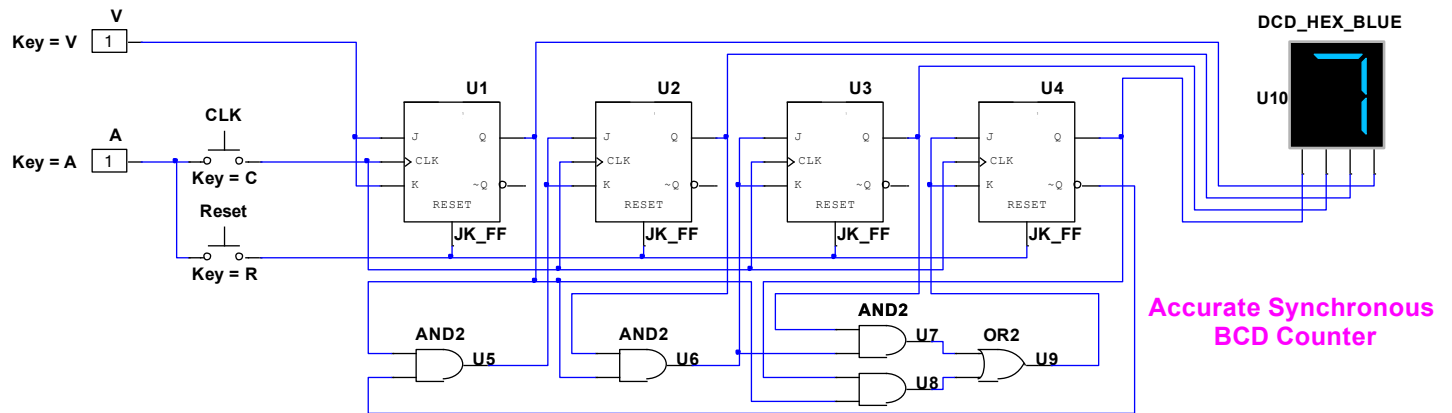 V
Key = V
1
A
Key = A
1
CLK
Key = C
Reset
Key = R
U1
J
Q
CLK
K
~Q
RESET
JK_FF
U2
J
Q
CLK
K
~Q
RESET
JK_FF
U3
J
Q
CLK
K
~Q
RESET
JK_FF
U4
J
Q
CLK
K
~Q
RESET
JK_FF
DCD_HEX_BLUE
U10
7
AND2
U5
AND2
U6
AND2
U7
U8
OR2
U9
Accurate Synchronous
BCD Counter